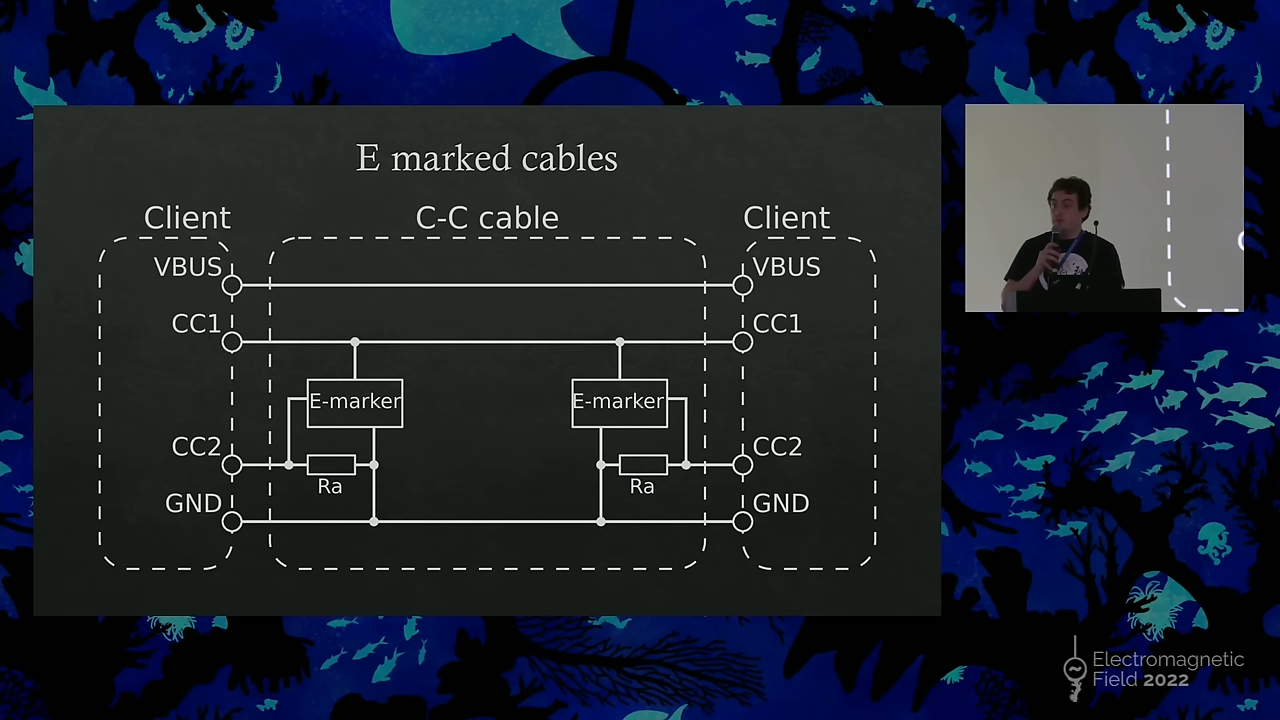 E marked cables
Client
C-C cable
Client
VBUS
VBUS
CC1
CC1
E-marker
E-marker
CC2
CC2
Ra
Ra
GND
GND
Electromagnetic
Field 2022